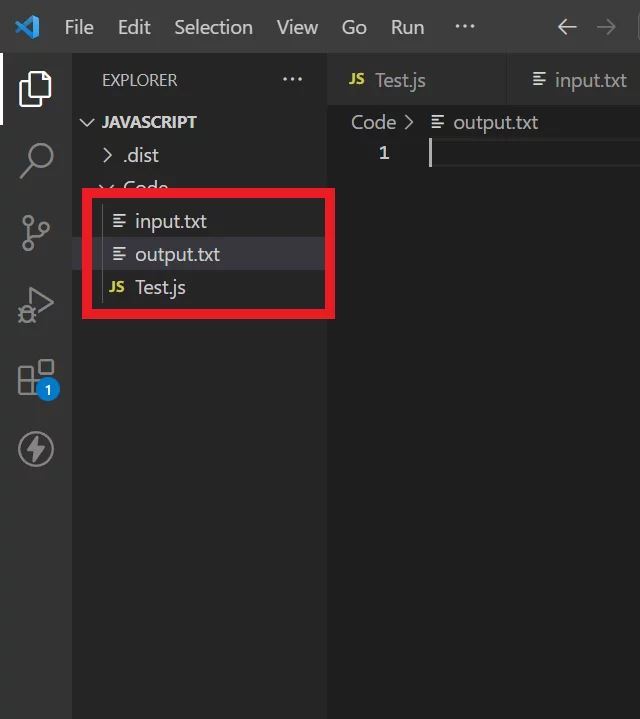 File Edit Selection View Go Run ...
EXPLORER ...
JS Test.js input.txt
JAVASCRIPT
Code > output.txt
.dist
1
Code
input.txt
output.txt
JS Test.js
1